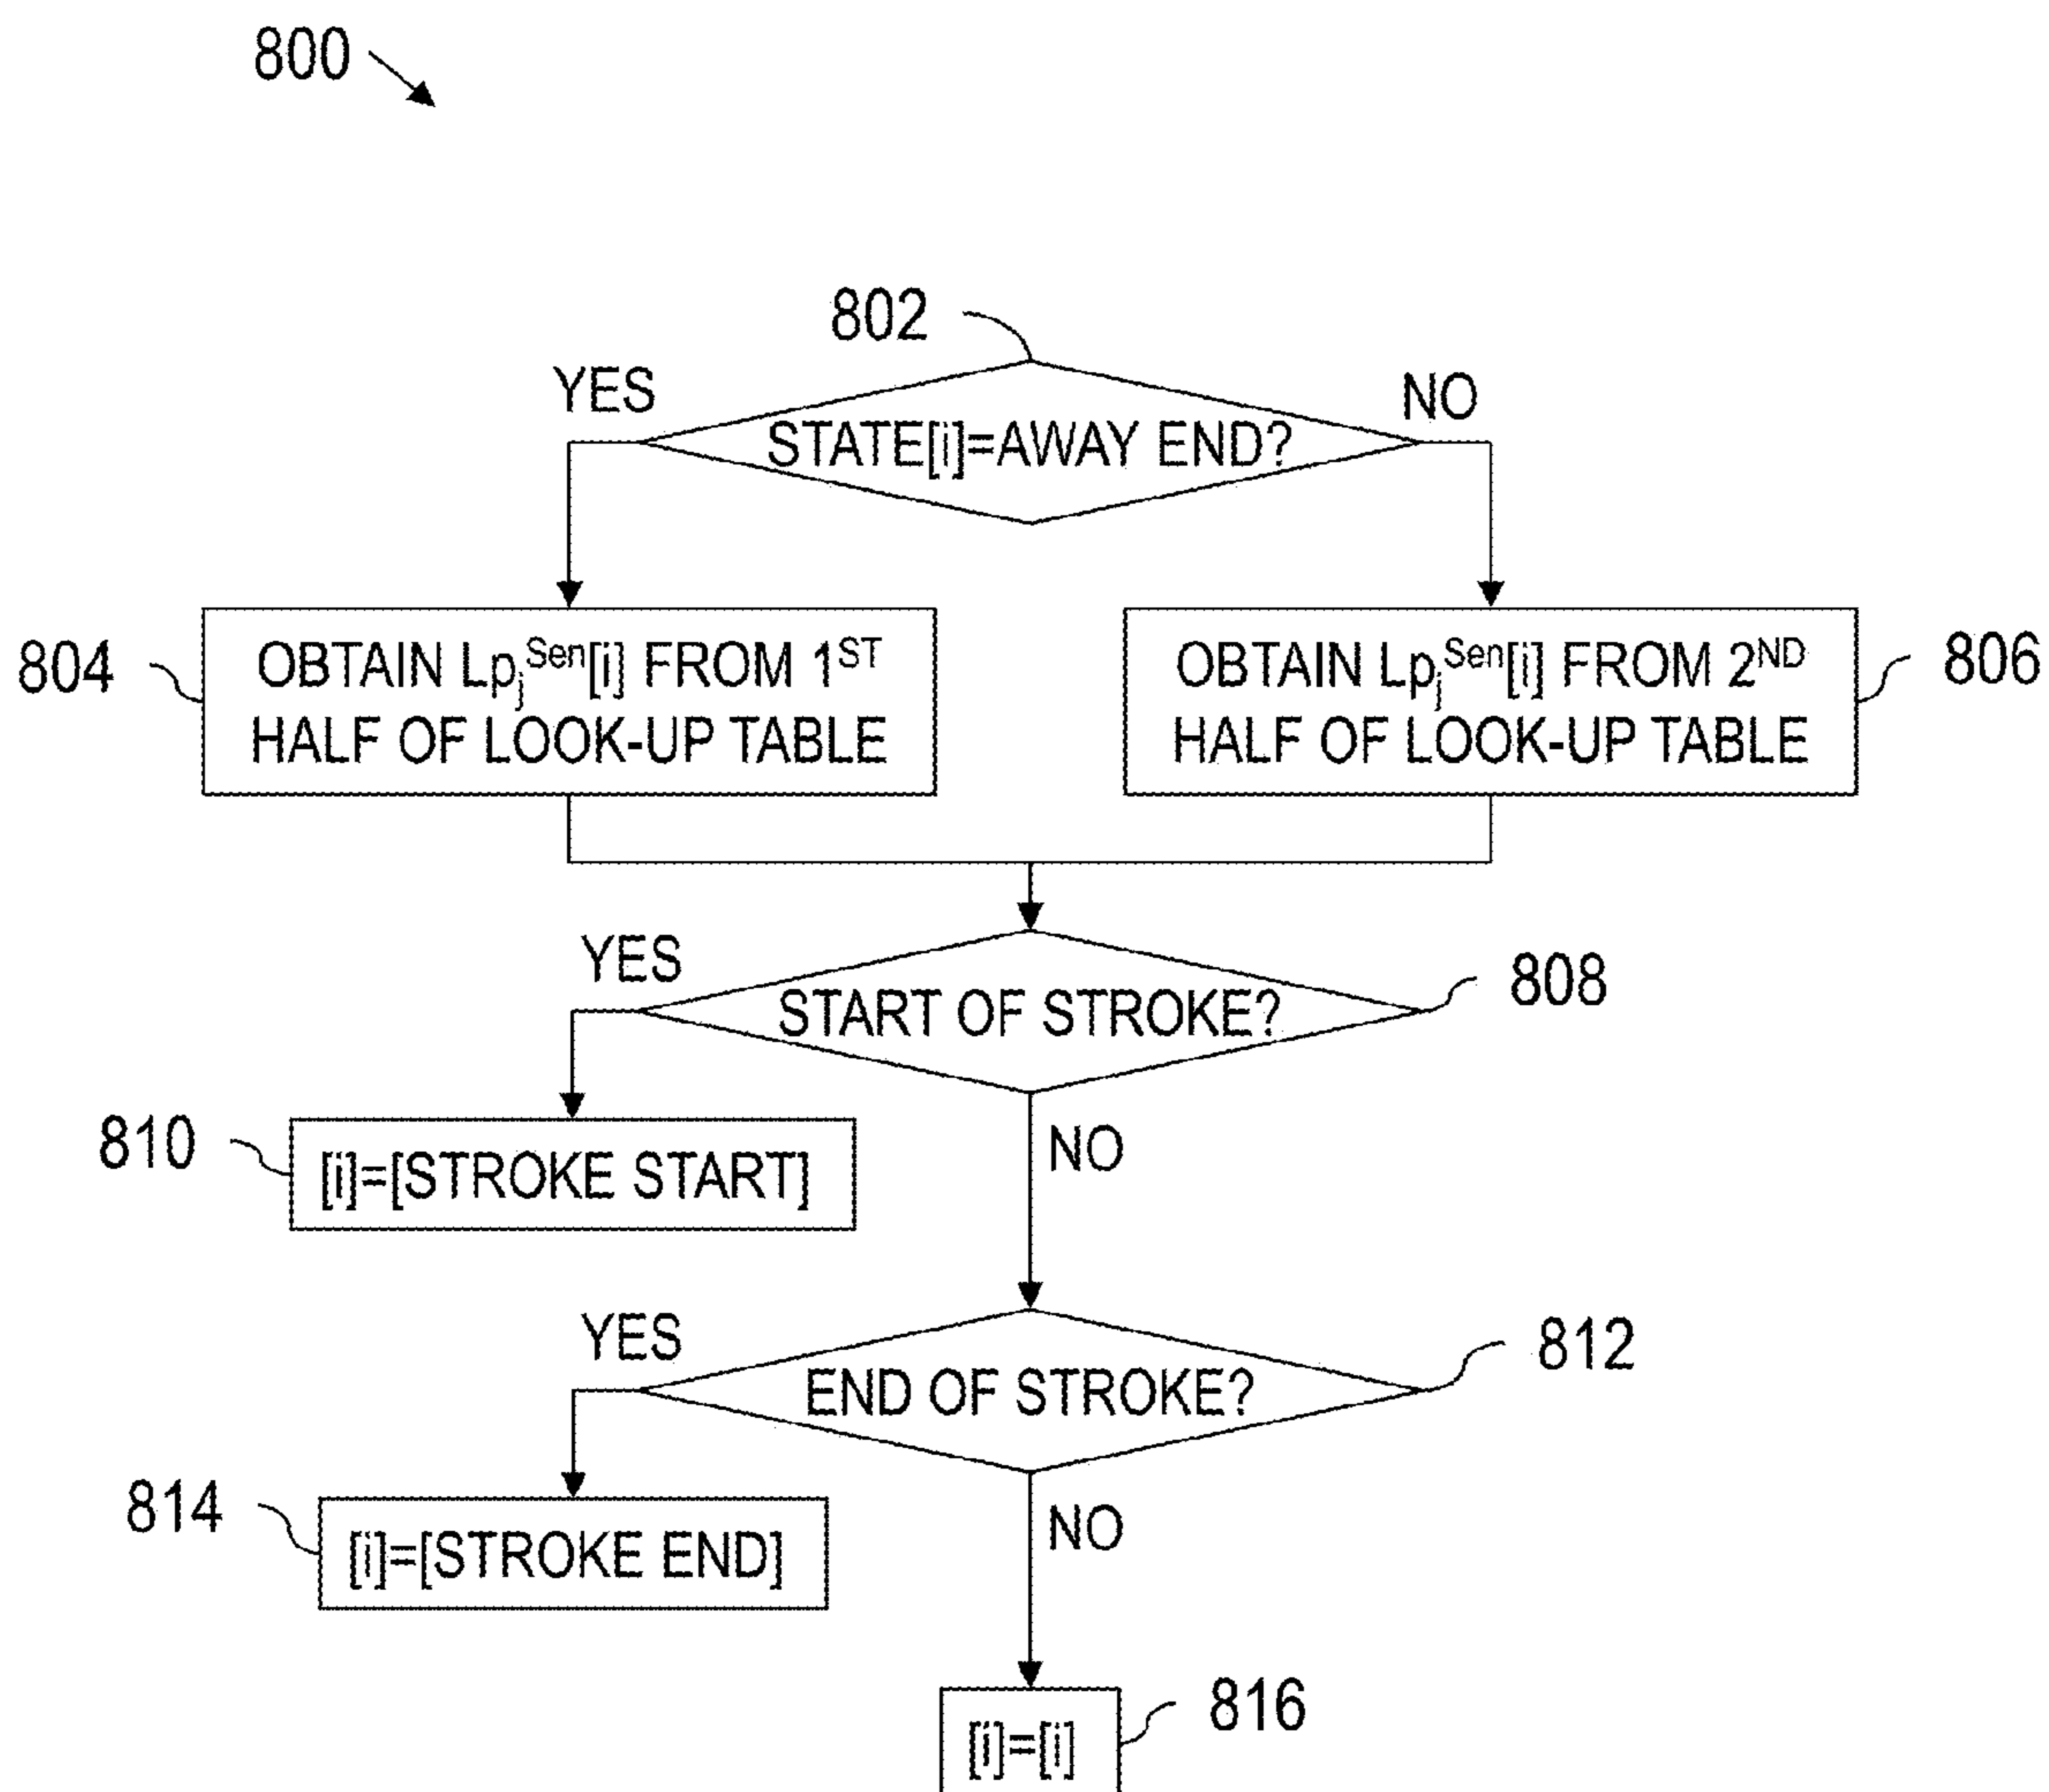 800
802
YES
NO
STATE[i]=AWAY END?
804
OBTAIN Lp_j^Sen[i] FROM 1^ST
HALF OF LOOK-UP TABLE
OBTAIN Lp_j^Sen[i] FROM 2^ND
HALF OF LOOK-UP TABLE
806
YES
START OF STROKE?
808
810
[i]=[STROKE START]
NO
YES
END OF STROKE?
812
814
[i]=[STROKE END]
NO
816
[i]=[i]